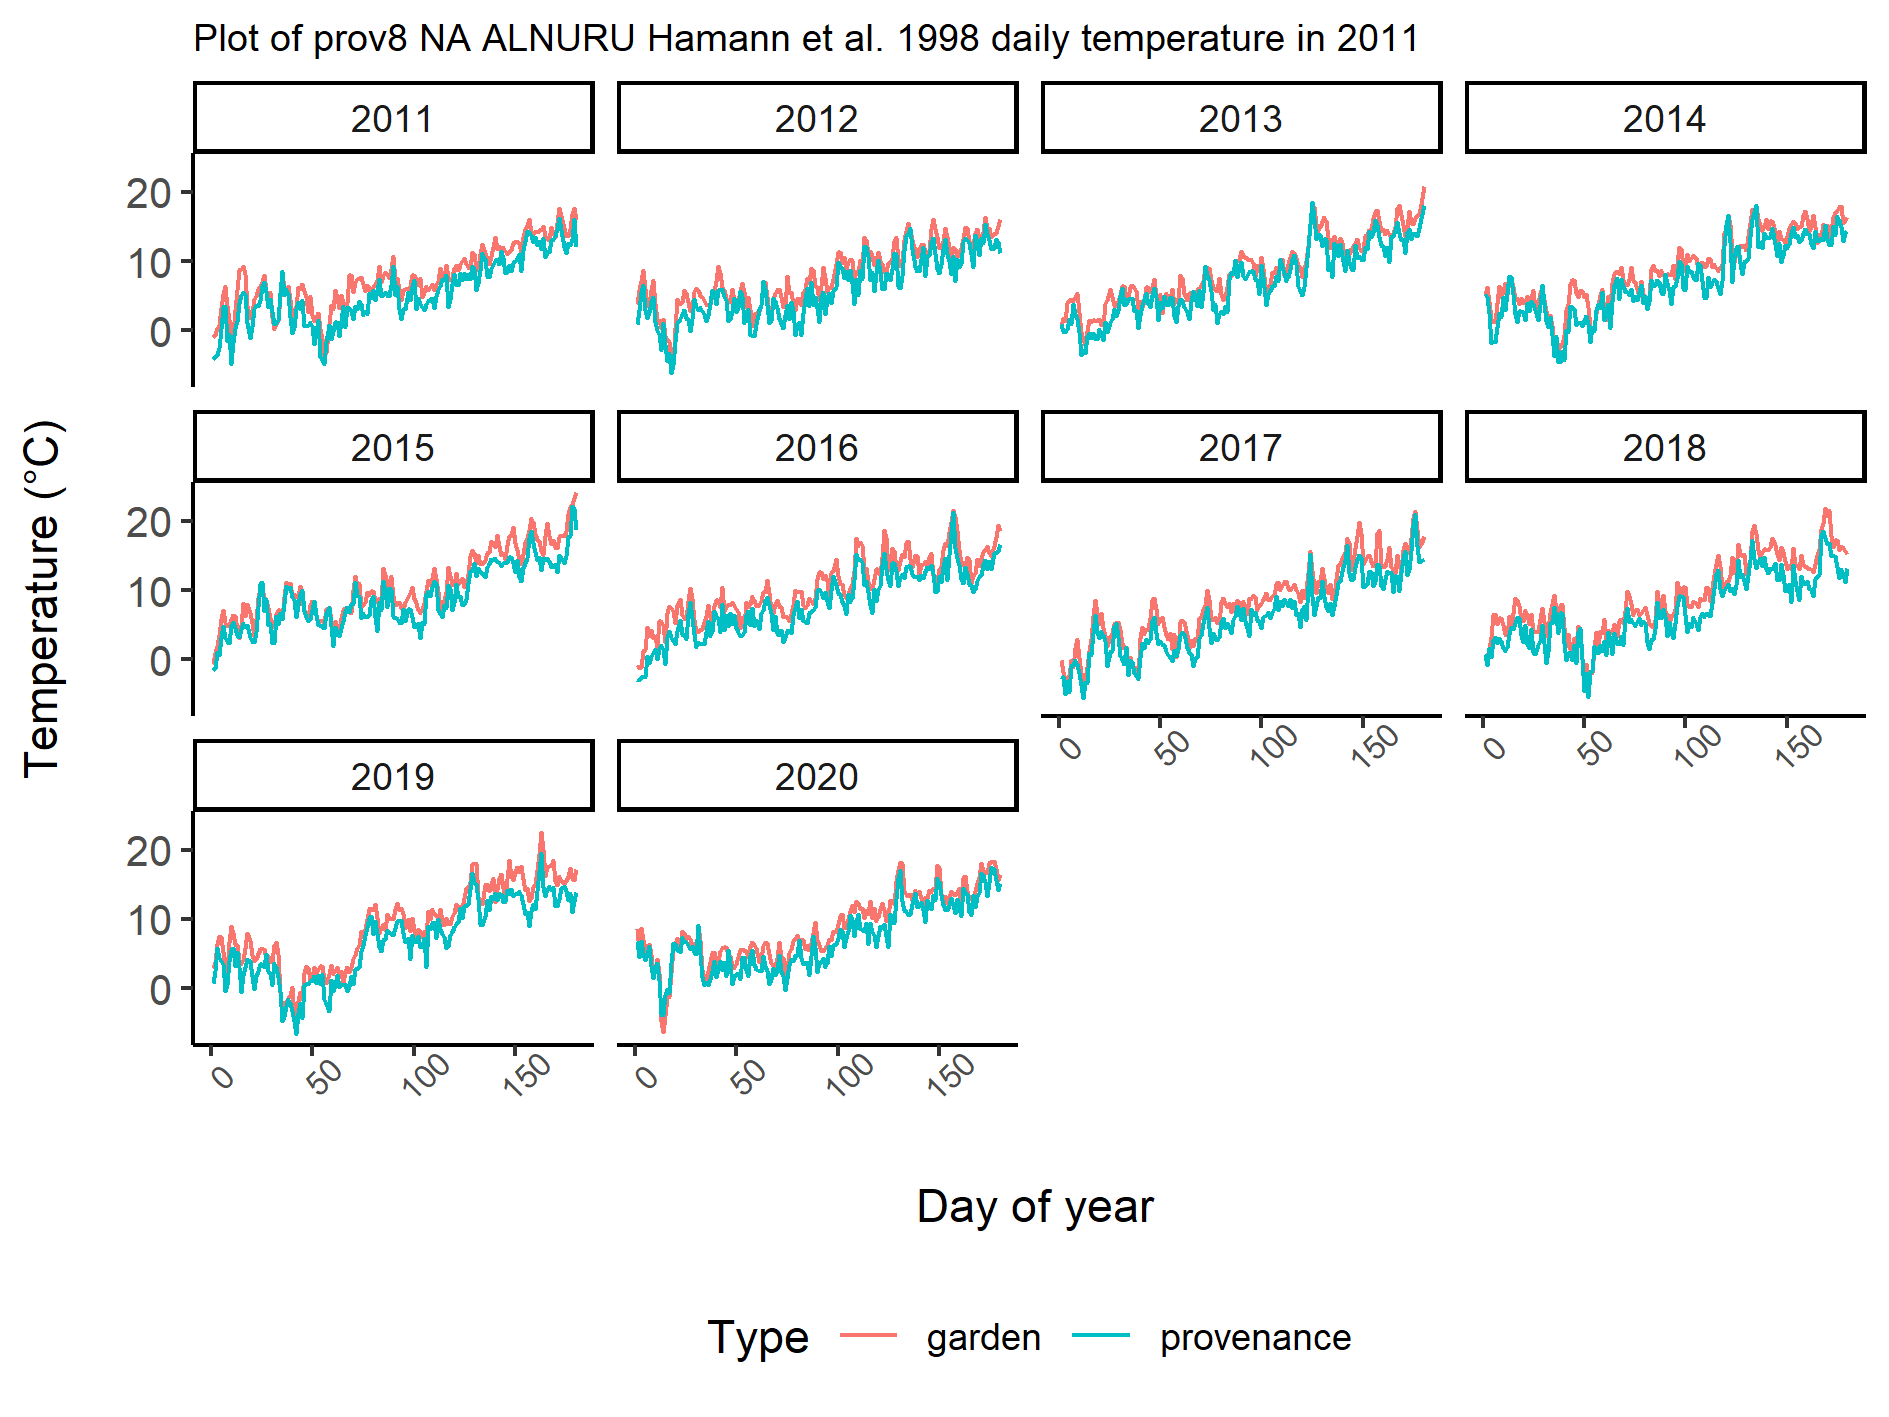 Plot of prov8 NA ALNURU Hamann et al. 1998 daily temperature in 2011
2011 2012 2013 2014
20
10
0
2015 2016 2017 2018
20
10
0
0 50 100 150 0 50 100 150
2019 2020
20
10
0
0 50 100 150 0 50 100 150
Temperature (°C)
Day of year
Type garden provenance